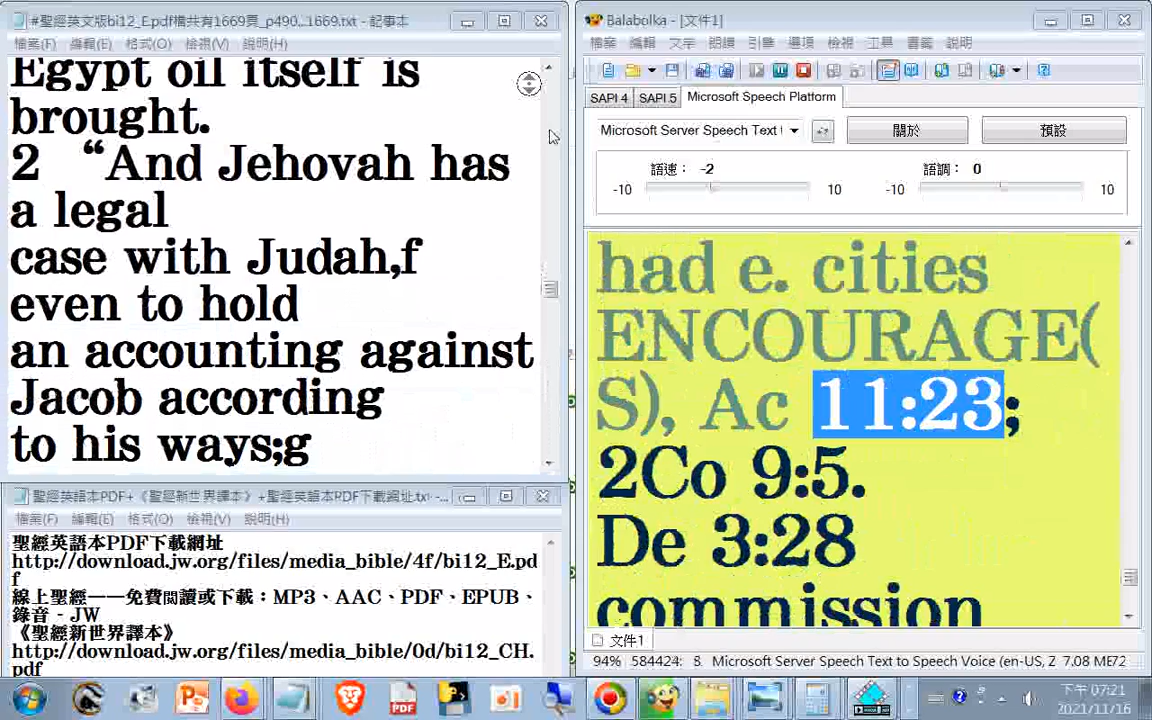 #聖經英文版bi12_E.pdf檔共有1669頁_p490,..1669.txt - 記事本
檔案(F) 編輯(E) 格式(O) 檢視(V) 說明(H)
Egypt oil itself is
brought.
2 “And Jehovah has
a legal
case with Judah,f
even to hold
an accounting against
Jacob according
to his ways;g
聖經英語本PDF+《聖經新世界譯本》+聖經英語本PDF下載網址.txt - ...
檔案(F) 編輯(E) 格式(O) 檢視(V) 說明(H)
聖經英語本PDF下載網址
http://download.jw.org/files/media_bible/4f/bi12_E.pd
f
線上聖經——免費閱讀或下載：MP3、AAC、PDF、EPUB、
錄音 - JW
《聖經新世界譯本》
http://download.jw.org/files/media_bible/0d/bi12_CH.
pdf
Balabolka - [文件1]
檔案 編輯 文字 朗讀 引擎 選項 檢視 工具 書籤 說明
SAPI 4 SAPI 5 Microsoft Speech Platform
Microsoft Server Speech Text 關於 預設
語速： -2 語調： 0
-10 10 -10 10
had e. cities
ENCOURAGE(
S), Ac 11:23;
2Co 9:5.
De 3:28
commission
文件1
94% 584424: 8. Microsoft Server Speech Text to Speech Voice (en-US, Z 7.08 ME72
PDF
下午 07:21
2021/11/16